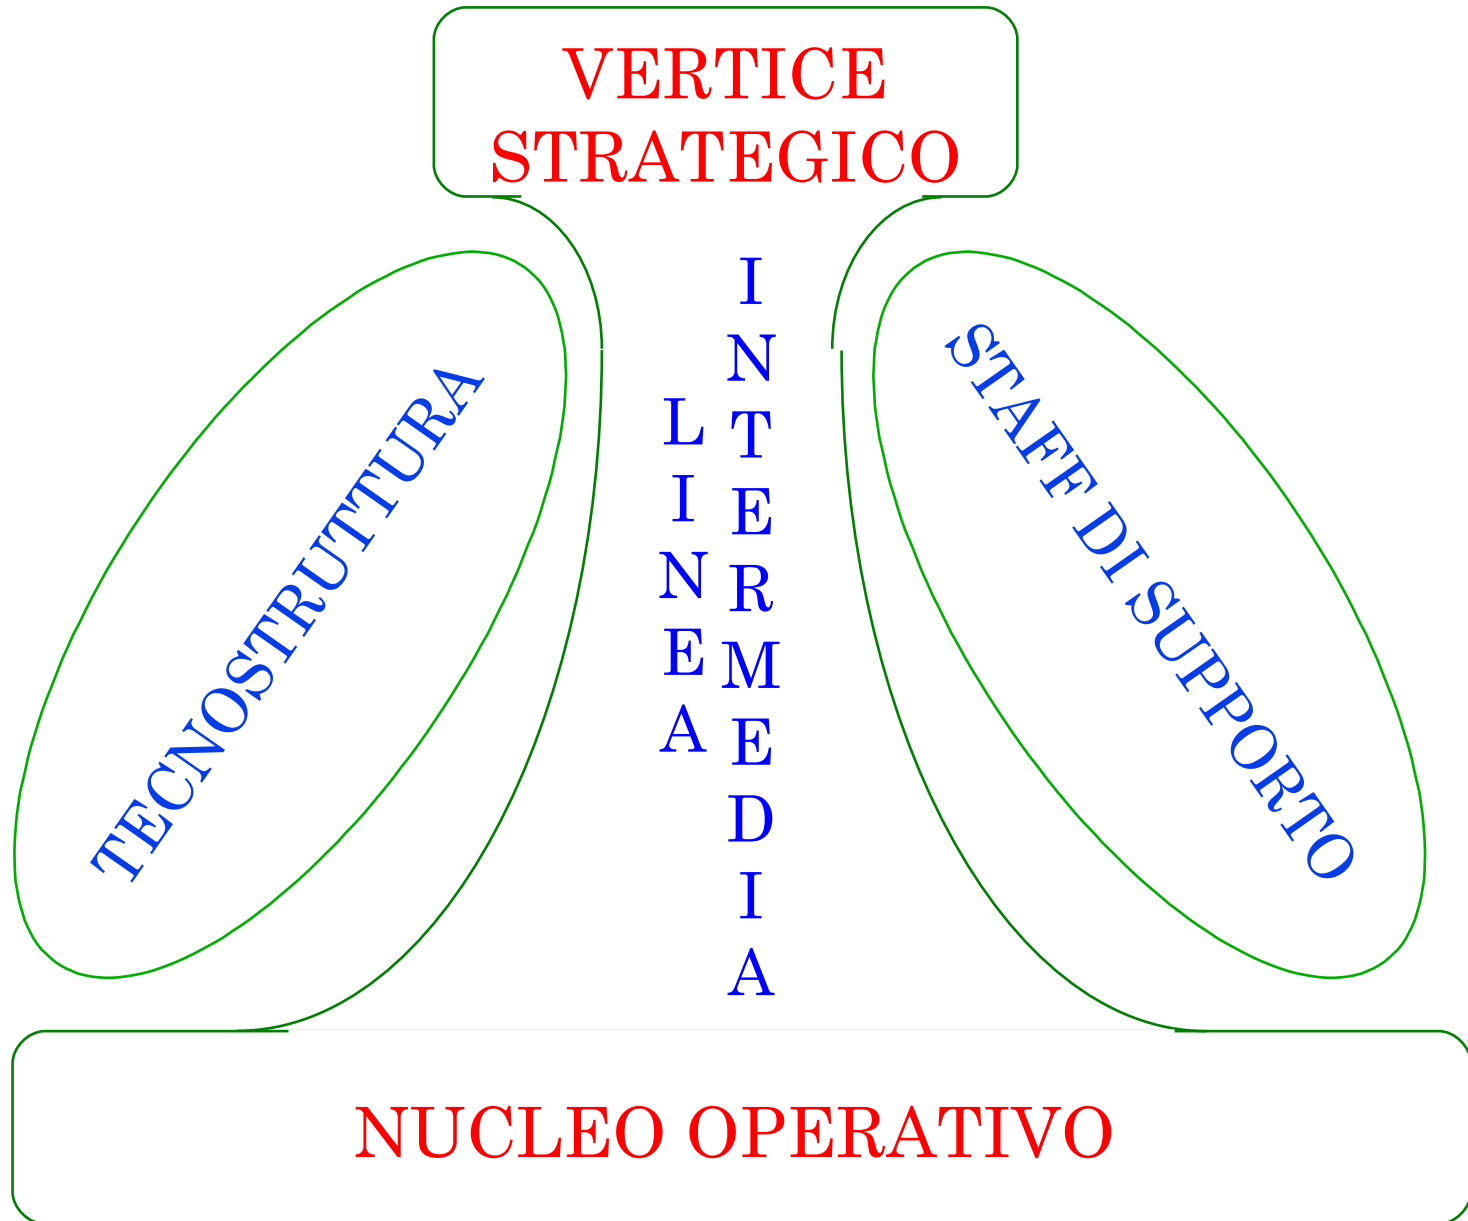 VERTICE
STRATEGICO
TECNOSTRUTTURA
LINEA
INTERMEDIA
STAFF DI SUPPORTO
NUCLEO OPERATIVO